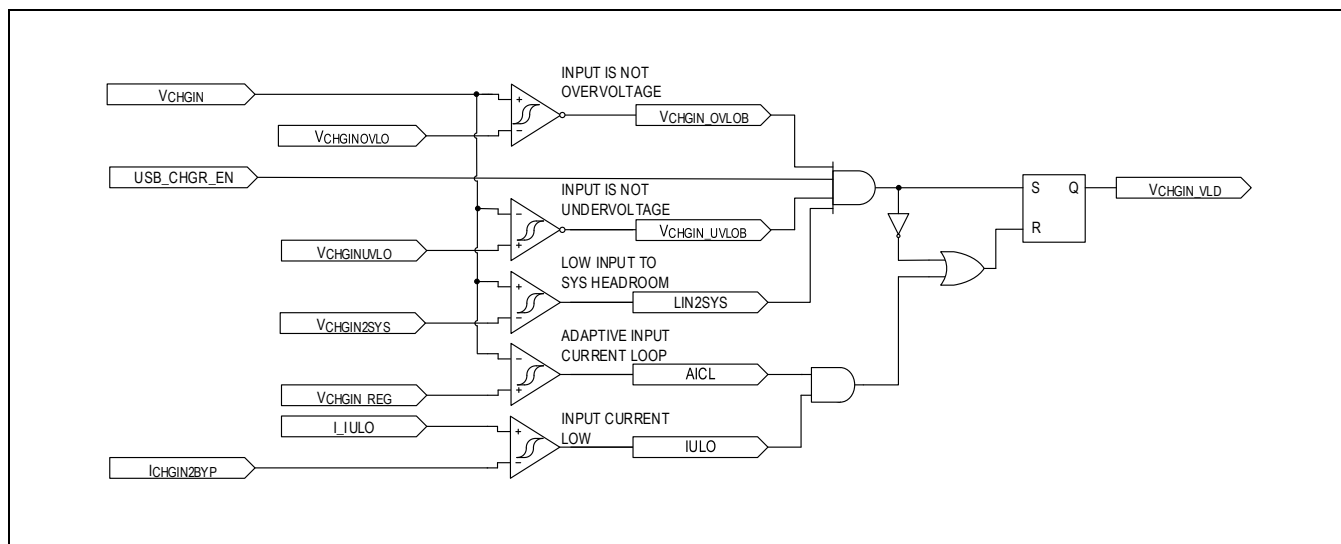 INPUT IS NOT
OVERVOLTAGE
VCHGIN
VCHGIN_OVLOB
VCHGINOVLO
USB_CHGR_EN
INPUT IS NOT
UNDERVOLTAGE
S Q
VCHGIN_VLD
VCHGIN_UVLOB
R
VCHGINUVLO
LOW INPUT TO
SYS HEADROOM
LIN2SYS
VCHGIN2SYS
ADAPTIVE INPUT
CURRENT LOOP
AICL
VCHGIN_REG
I_IULO
INPUT CURRENT
LOW
IULO
ICHGIN2BYP
+
−
−
+
+
−
−
+
+
−